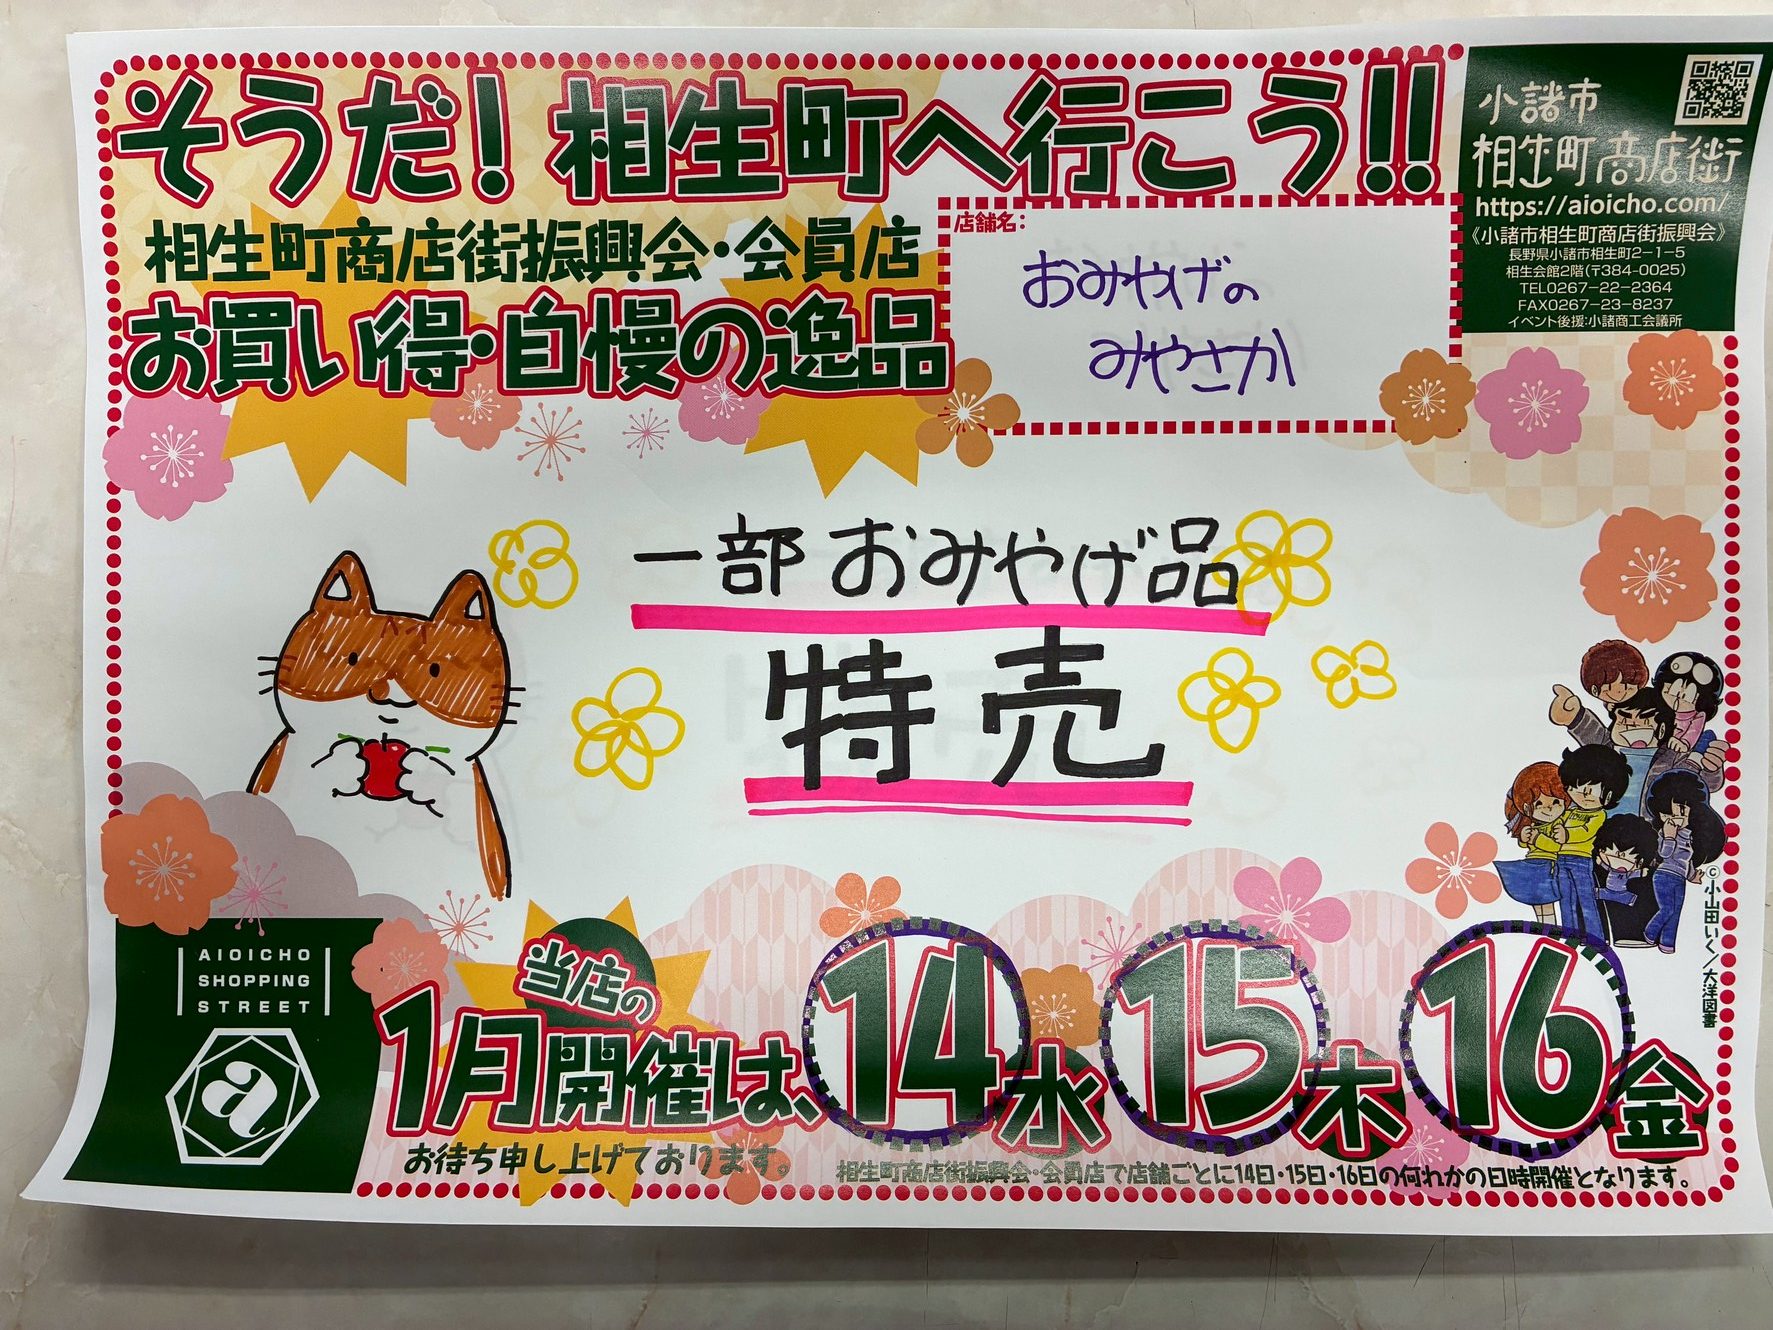 そうだ!相生町へ行こう!!
相生町商店街振興会・会員店
お買い得・自慢の逸品
店舗名:
おみやげの
みやさか
小諸市
相生町商店街
https://aioicho.com/
《小諸市相生町商店街振興会》
長野県小諸市相生町2-1-5
相生会館2階(〒384-0025)
TEL0267-22-2364
FAX0267-23-8237
イベント後援:小諸商工会議所
一部おみやげ品
特売
©小山田いく/大洋図書
AIOICHO
SHOPPING
STREET
a
当店の
1月開催は、14水15木16金
お待ち申し上げております。
相生町商店街振興会・会員店で店舗ごとに14日・15日・16日の何れかの日時開催となります。